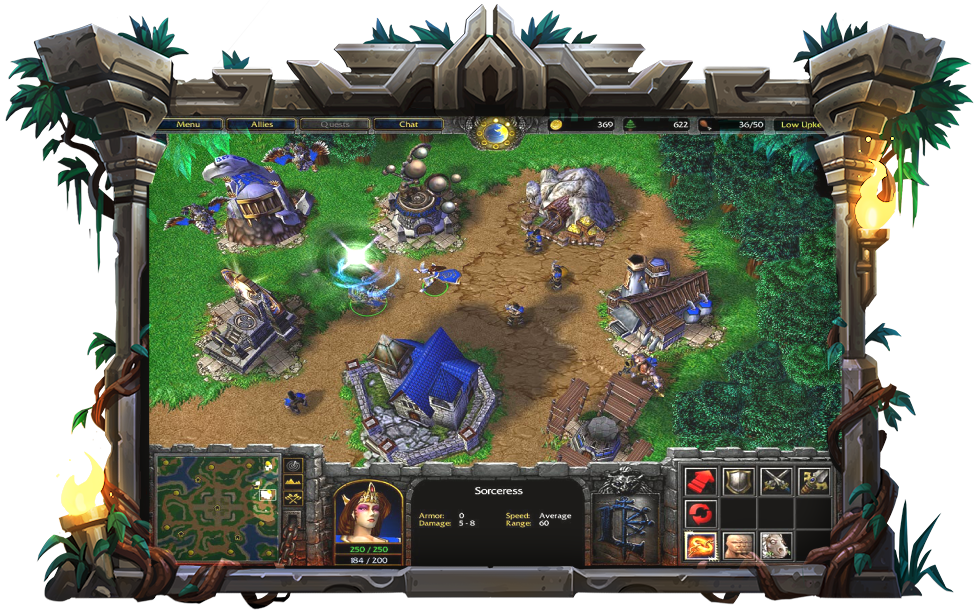 Menu Allies Quests Chat 369 622 36/50 Low Upke
Sorceress
Armor: 0 Speed: Average
Damage: 5 - 8 Range: 60
250 / 250
184 / 200